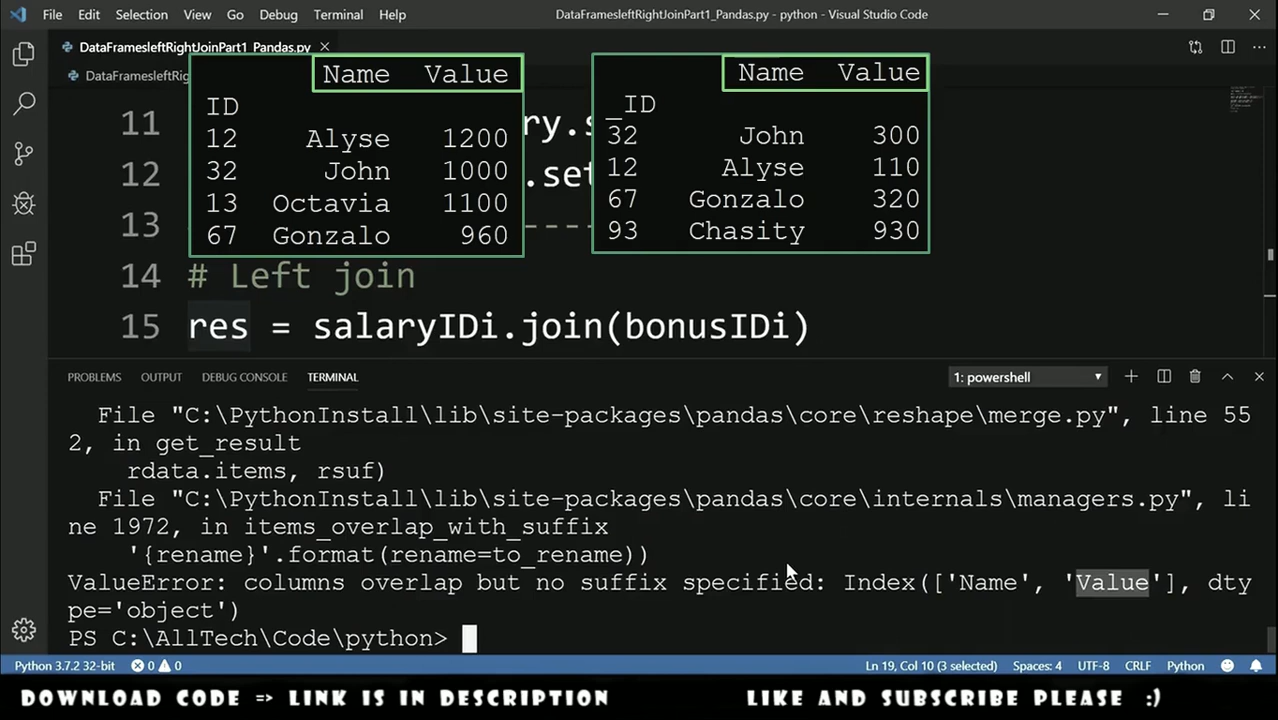 File Edit Selection View Go Debug Terminal Help DataFramesleftRightJoinPart1_Pandas.py - python - Visual Studio Code
DataFramesleftRightJoinPart1_Pandas.py
DataFramesleftRig
Name Value
ID
12 Alyse 1200
32 John 1000
13 Octavia 1100
67 Gonzalo 960
Name Value
_ID
32 John 300
12 Alyse 110
67 Gonzalo 320
93 Chasity 930
11 ry.s
12 .set
13 ----
14 # Left join
15 res = salaryIDi.join(bonusIDi)
PROBLEMS OUTPUT DEBUG CONSOLE TERMINAL 1: powershell
File "C:\PythonInstall\lib\site-packages\pandas\core\reshape\merge.py", line 55
2, in get_result
rdata.items, rsuf)
File "C:\PythonInstall\lib\site-packages\pandas\core\internals\managers.py", li
ne 1972, in items_overlap_with_suffix
'{rename}'.format(rename=to_rename))
ValueError: columns overlap but no suffix specified: Index(['Name', 'Value'], dty
pe='object')
PS C:\AllTech\Code\python>
Python 3.7.2 32-bit 0 0 Ln 19, Col 10 (3 selected) Spaces: 4 UTF-8 CRLF Python
DOWNLOAD CODE => LINK IS IN DESCRIPTION LIKE AND SUBSCRIBE PLEASE :)